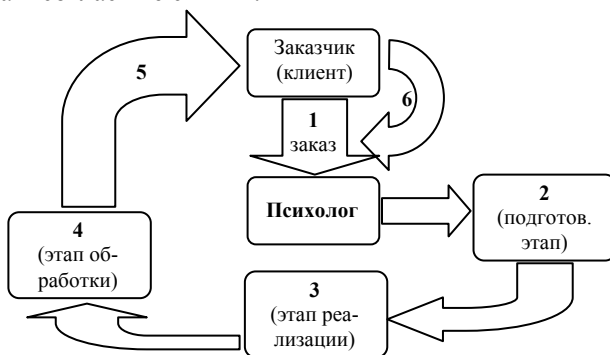 Заказчик
(клиент)
5
6
1
заказ
Психолог
2
(подготов.
этап)
4
(этап об-
работки)
3
(этап реа-
лизации)